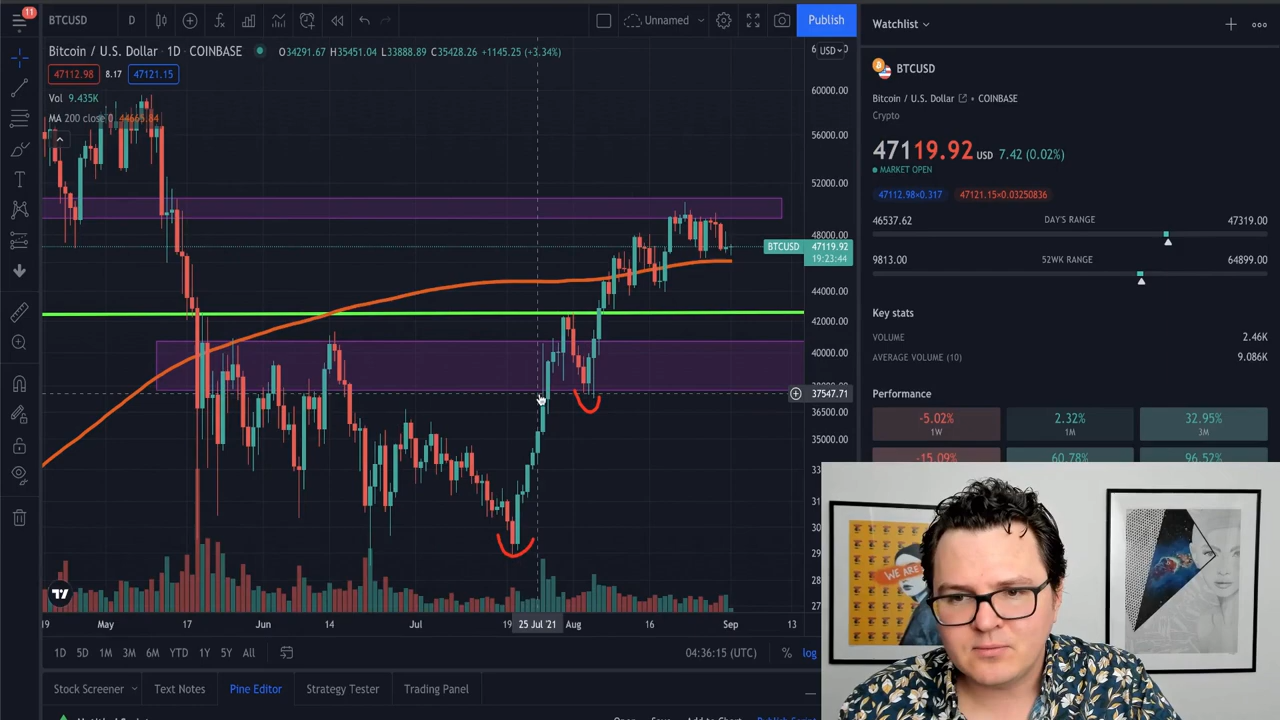 11
BTCUSD
D
Unnamed
Publish
Watchlist
Bitcoin / U.S. Dollar · 1D · COINBASE
O34291.67 H35451.04 L33888.89 C35428.26 +1145.25 (+3.34%)
USD
47112.98 8.17 47121.15
Vol 9.435K
MA 200 close 0
60000.00
56000.00
52000.00
48000.00
BTCUSD 47119.92
19:23:44
44000.00
42000.00
40000.00
37547.71
36500.00
35000.00
BTCUSD
Bitcoin / U.S. Dollar • COINBASE
Crypto
47119.92 USD 7.42 (0.02%)
MARKET OPEN
47112.98×0.317 47121.15×0.03250836
46537.62 DAY'S RANGE 47319.00
9813.00 52WK RANGE 64899.00
Key stats
VOLUME 2.46K
AVERAGE VOLUME (10) 9.086K
Performance
-5.02% 2.32% 32.95%
1W 1M 3M
-15.09% 60.78% 96.52%
WE ARE
19 May 17 Jun 14 Jul 19 25 Jul '21 Aug 16 Sep 13
1D 5D 1M 3M 6M YTD 1Y 5Y All
04:36:15 (UTC) % log
Stock Screener Text Notes Pine Editor Strategy Tester Trading Panel